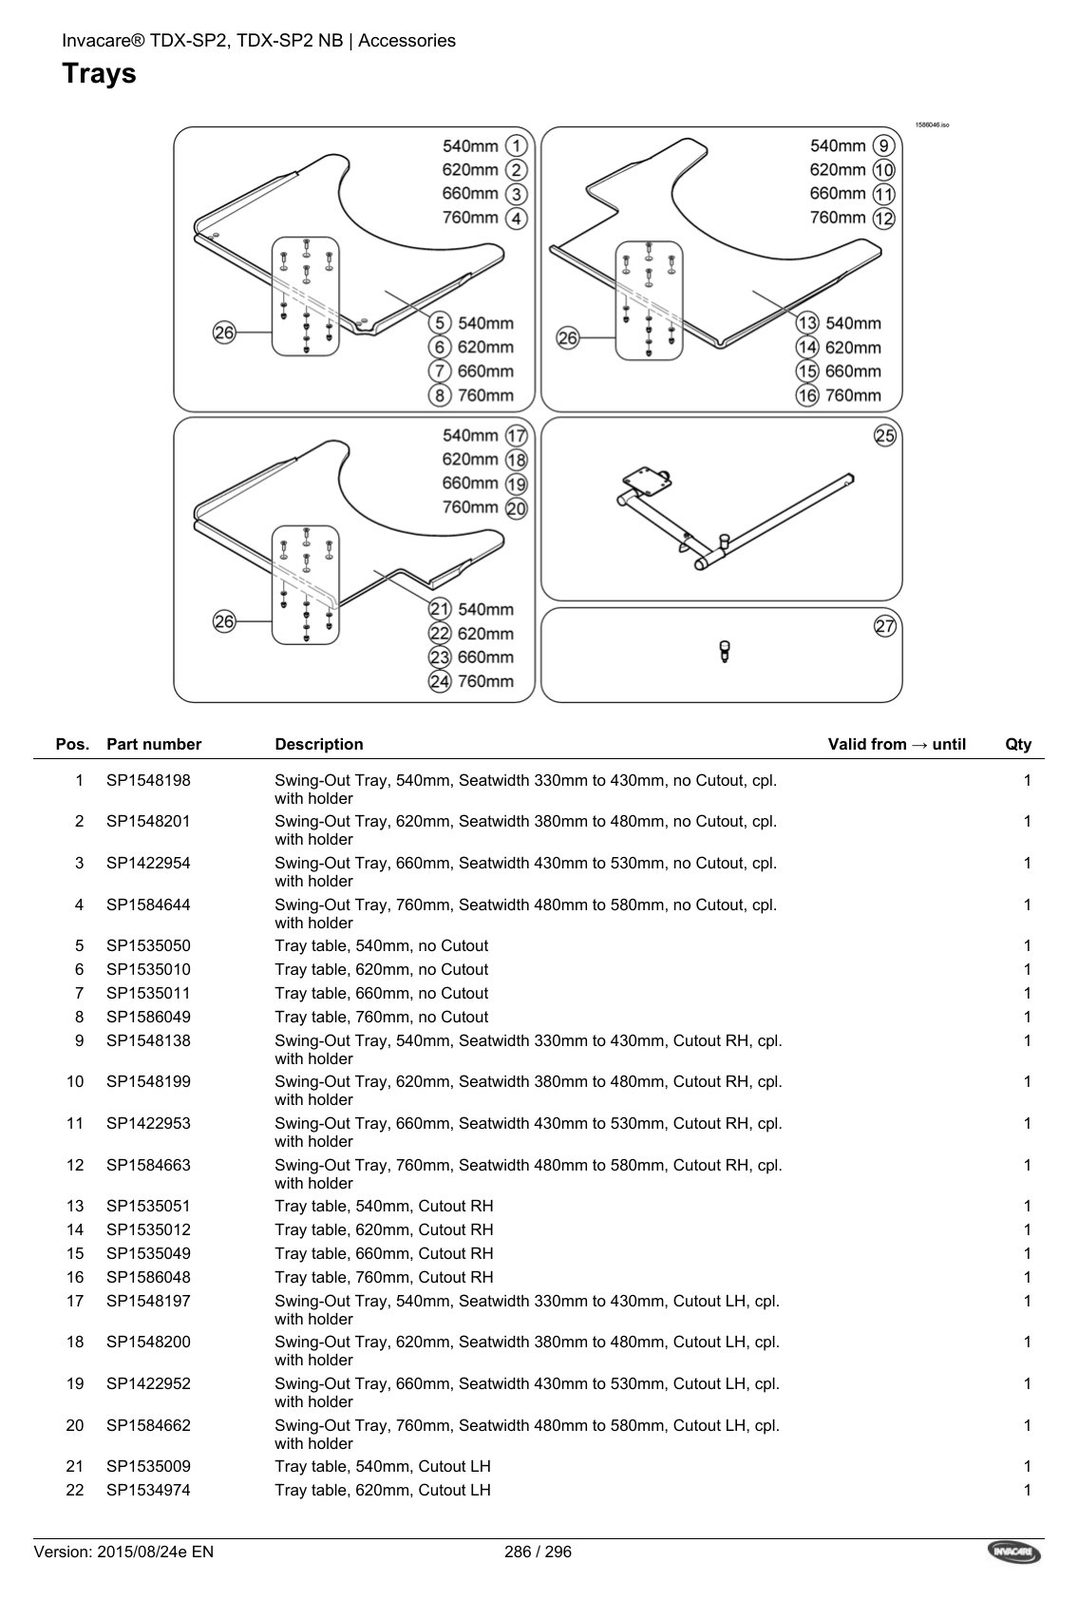 Invacare® TDX-SP2, TDX-SP2 NB | Accessories
Trays
1586046.iso
540mm 1
620mm 2
660mm 3
760mm 4
26
5 540mm
6 620mm
7 660mm
8 760mm
540mm 9
620mm 10
660mm 11
760mm 12
26
13 540mm
14 620mm
15 660mm
16 760mm
540mm 17
620mm 18
660mm 19
760mm 20
26
21 540mm
22 620mm
23 660mm
24 760mm
25
27
Pos. Part number Description Valid from → until Qty
1 SP1548198 Swing-Out Tray, 540mm, Seatwidth 330mm to 430mm, no Cutout, cpl. 1
with holder
2 SP1548201 Swing-Out Tray, 620mm, Seatwidth 380mm to 480mm, no Cutout, cpl. 1
with holder
3 SP1422954 Swing-Out Tray, 660mm, Seatwidth 430mm to 530mm, no Cutout, cpl. 1
with holder
4 SP1584644 Swing-Out Tray, 760mm, Seatwidth 480mm to 580mm, no Cutout, cpl. 1
with holder
5 SP1535050 Tray table, 540mm, no Cutout 1
6 SP1535010 Tray table, 620mm, no Cutout 1
7 SP1535011 Tray table, 660mm, no Cutout 1
8 SP1586049 Tray table, 760mm, no Cutout 1
9 SP1548138 Swing-Out Tray, 540mm, Seatwidth 330mm to 430mm, Cutout RH, cpl. 1
with holder
10 SP1548199 Swing-Out Tray, 620mm, Seatwidth 380mm to 480mm, Cutout RH, cpl. 1
with holder
11 SP1422953 Swing-Out Tray, 660mm, Seatwidth 430mm to 530mm, Cutout RH, cpl. 1
with holder
12 SP1584663 Swing-Out Tray, 760mm, Seatwidth 480mm to 580mm, Cutout RH, cpl. 1
with holder
13 SP1535051 Tray table, 540mm, Cutout RH 1
14 SP1535012 Tray table, 620mm, Cutout RH 1
15 SP1535049 Tray table, 660mm, Cutout RH 1
16 SP1586048 Tray table, 760mm, Cutout RH 1
17 SP1548197 Swing-Out Tray, 540mm, Seatwidth 330mm to 430mm, Cutout LH, cpl. 1
with holder
18 SP1548200 Swing-Out Tray, 620mm, Seatwidth 380mm to 480mm, Cutout LH, cpl. 1
with holder
19 SP1422952 Swing-Out Tray, 660mm, Seatwidth 430mm to 530mm, Cutout LH, cpl. 1
with holder
20 SP1584662 Swing-Out Tray, 760mm, Seatwidth 480mm to 580mm, Cutout LH, cpl. 1
with holder
21 SP1535009 Tray table, 540mm, Cutout LH 1
22 SP1534974 Tray table, 620mm, Cutout LH 1
Version: 2015/08/24e EN 286 / 296 INVACARE